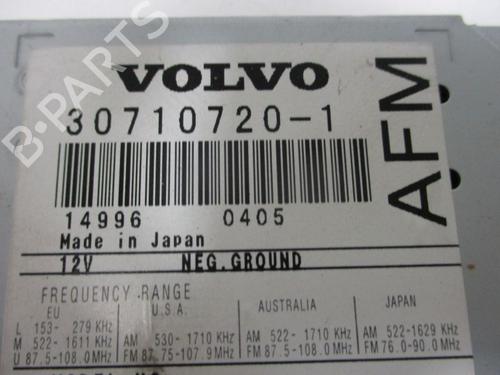 VOLVO
30710720-1
AFM
14996 0405
Made in Japan
12V NEG.GROUND
FREQUENCY RANGE
EU U.S.A. AUSTRALIA JAPAN
L 153- 279 KHz
M 522-1611 KHz AM 530-1710 KHz AM 522-1710 KHz AM 522-1629 KHz
U 87.5-108.0 MHz FM 87.75-107.9 MHz FM 87.5-108.0 MHz FM 76.0-90.0 MHz
B-PARTS